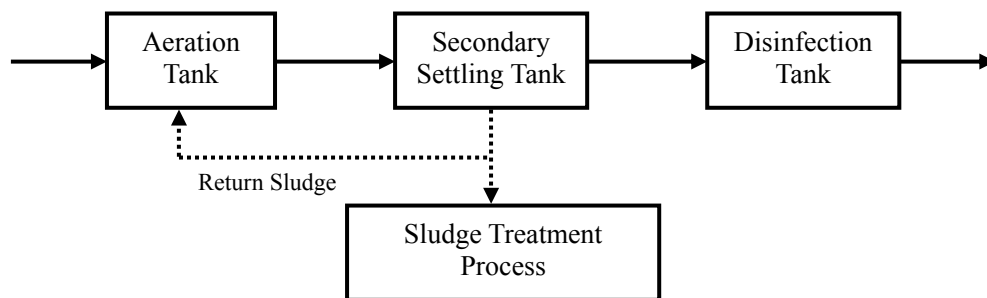 Aeration
Tank
Secondary
Settling Tank
Disinfection
Tank
Return Sludge
Sludge Treatment
Process